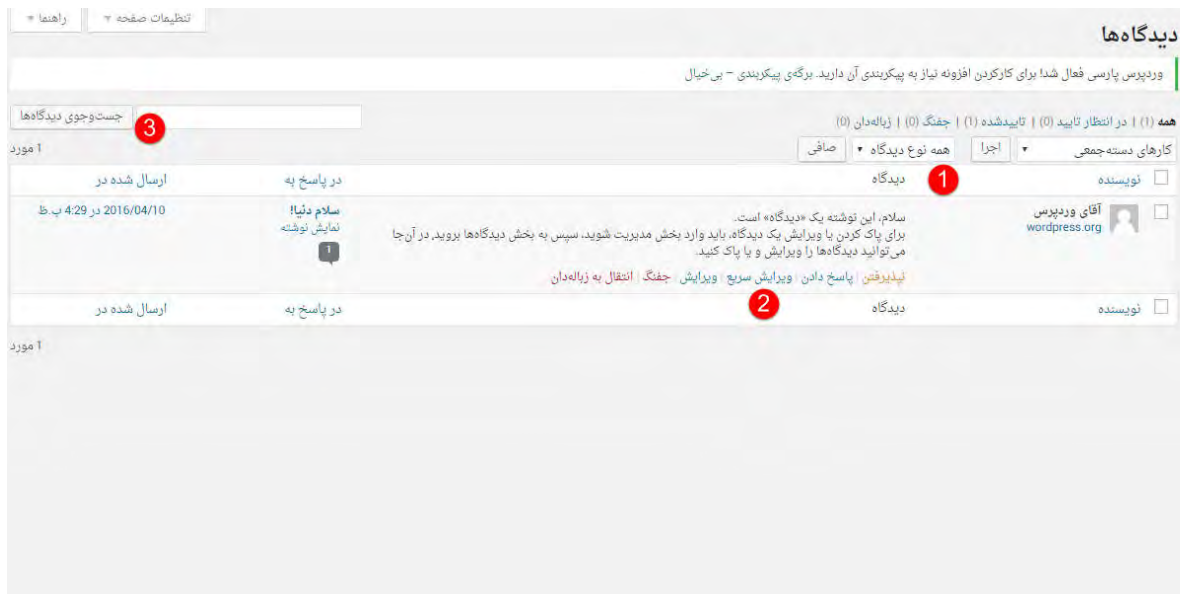 تنظیمات صفحه
راهنما
دیدگاه‌ها
وردپرس پارسی فعال شد! برای کارکردن افزونه نیاز به پیکربندی آن دارید. برگه‌ی پیکربندی – بی‌خیال
همه (1) | در انتظار تایید (0) | تاییدشده (1) | جفنگ (0) | زباله‌دان (0)
جست‌وجوی دیدگاه‌ها
3
کارهای دسته‌جمعی
اجرا
همه نوع دیدگاه
صافی
1 مورد
نویسنده
1
دیدگاه
در پاسخ به
ارسال شده در
آقای وردپرس
wordpress.org
سلام، این نوشته یک «دیدگاه» است.
برای پاک کردن یا ویرایش یک دیدگاه، باید وارد بخش مدیریت شوید، سپس به بخش دیدگاه‌ها بروید، در آن‌جا
می‌توانید دیدگاه‌ها را ویرایش و یا پاک کنید.
نپذیرفتن | پاسخ دادن | ویرایش سریع | ویرایش | جفنگ | انتقال به زباله‌دان
سلام دنیا!
نمایش نوشته
1
2016/04/10 در 4:29 ب.ظ
2
نویسنده
دیدگاه
در پاسخ به
ارسال شده در
1 مورد